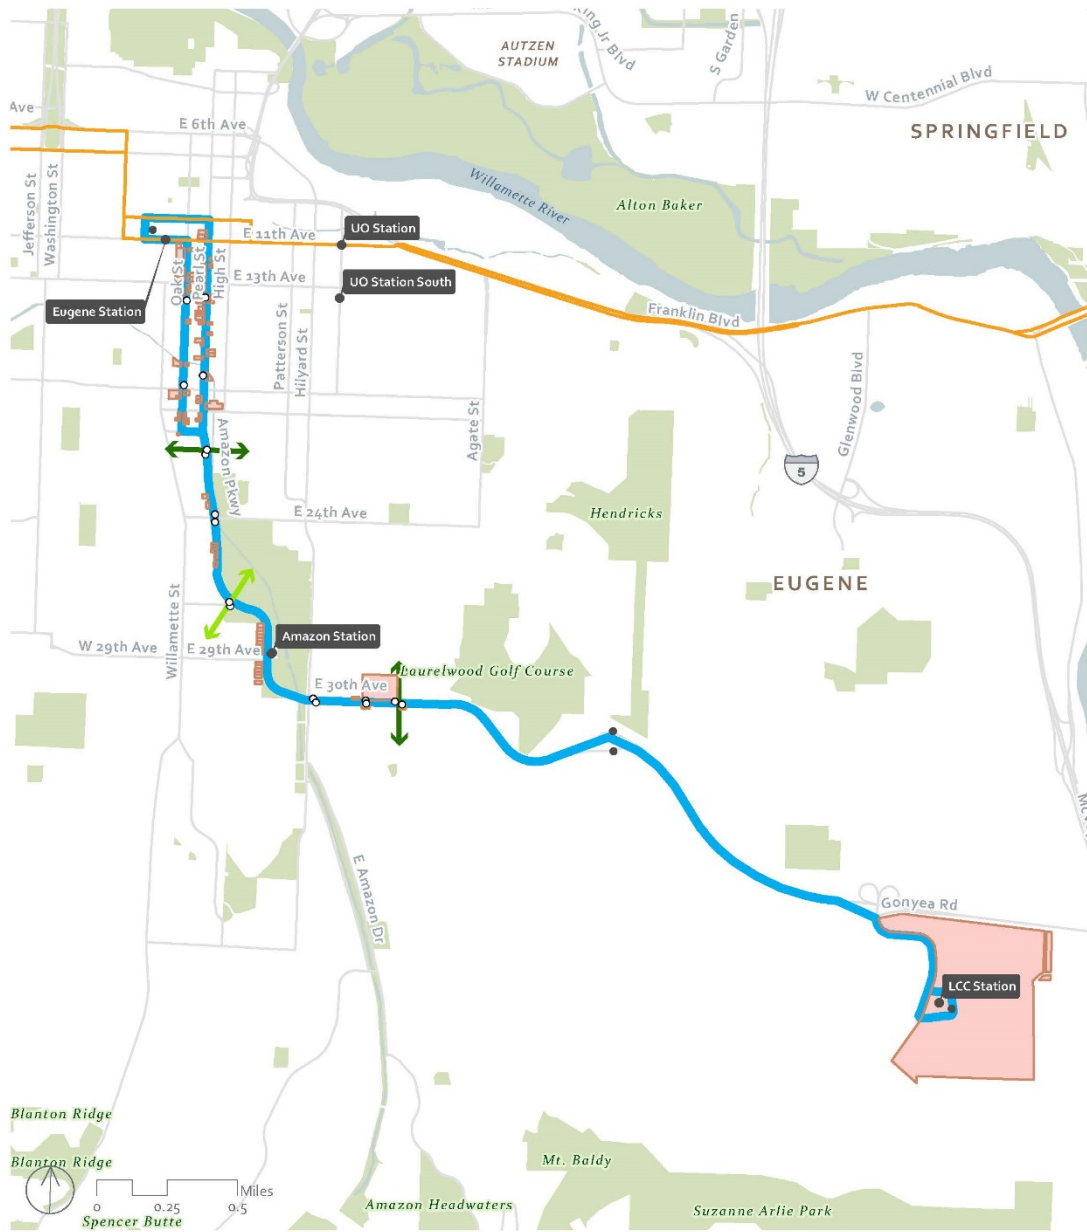 AUTZEN
STADIUM
King Jr Blvd
S Garden
W Centennial Blvd
Ave
E 6th Ave
SPRINGFIELD
Jefferson St
Washington St
Willamette River
Alton Baker
E 11th Ave
UO Station
Oak St
Pearl St
High St
E 13th Ave
UO Station South
Eugene Station
Franklin Blvd
Patterson St
Hilyard St
Glenwood Blvd
Agate St
Amazon Pkwy
5
E 24th Ave
Hendricks
EUGENE
Willamette St
W 29th Ave
E 29th Ave
Amazon Station
E 30th Ave
Laurelwood Golf Course
E Amazon Dr
Gonyea Rd
LCC Station
Blanton Ridge
Blanton Ridge
Mt. Baldy
Miles
0
0.25
0.5
Amazon Headwaters
Suzanne Arlie Park
Spencer Butte